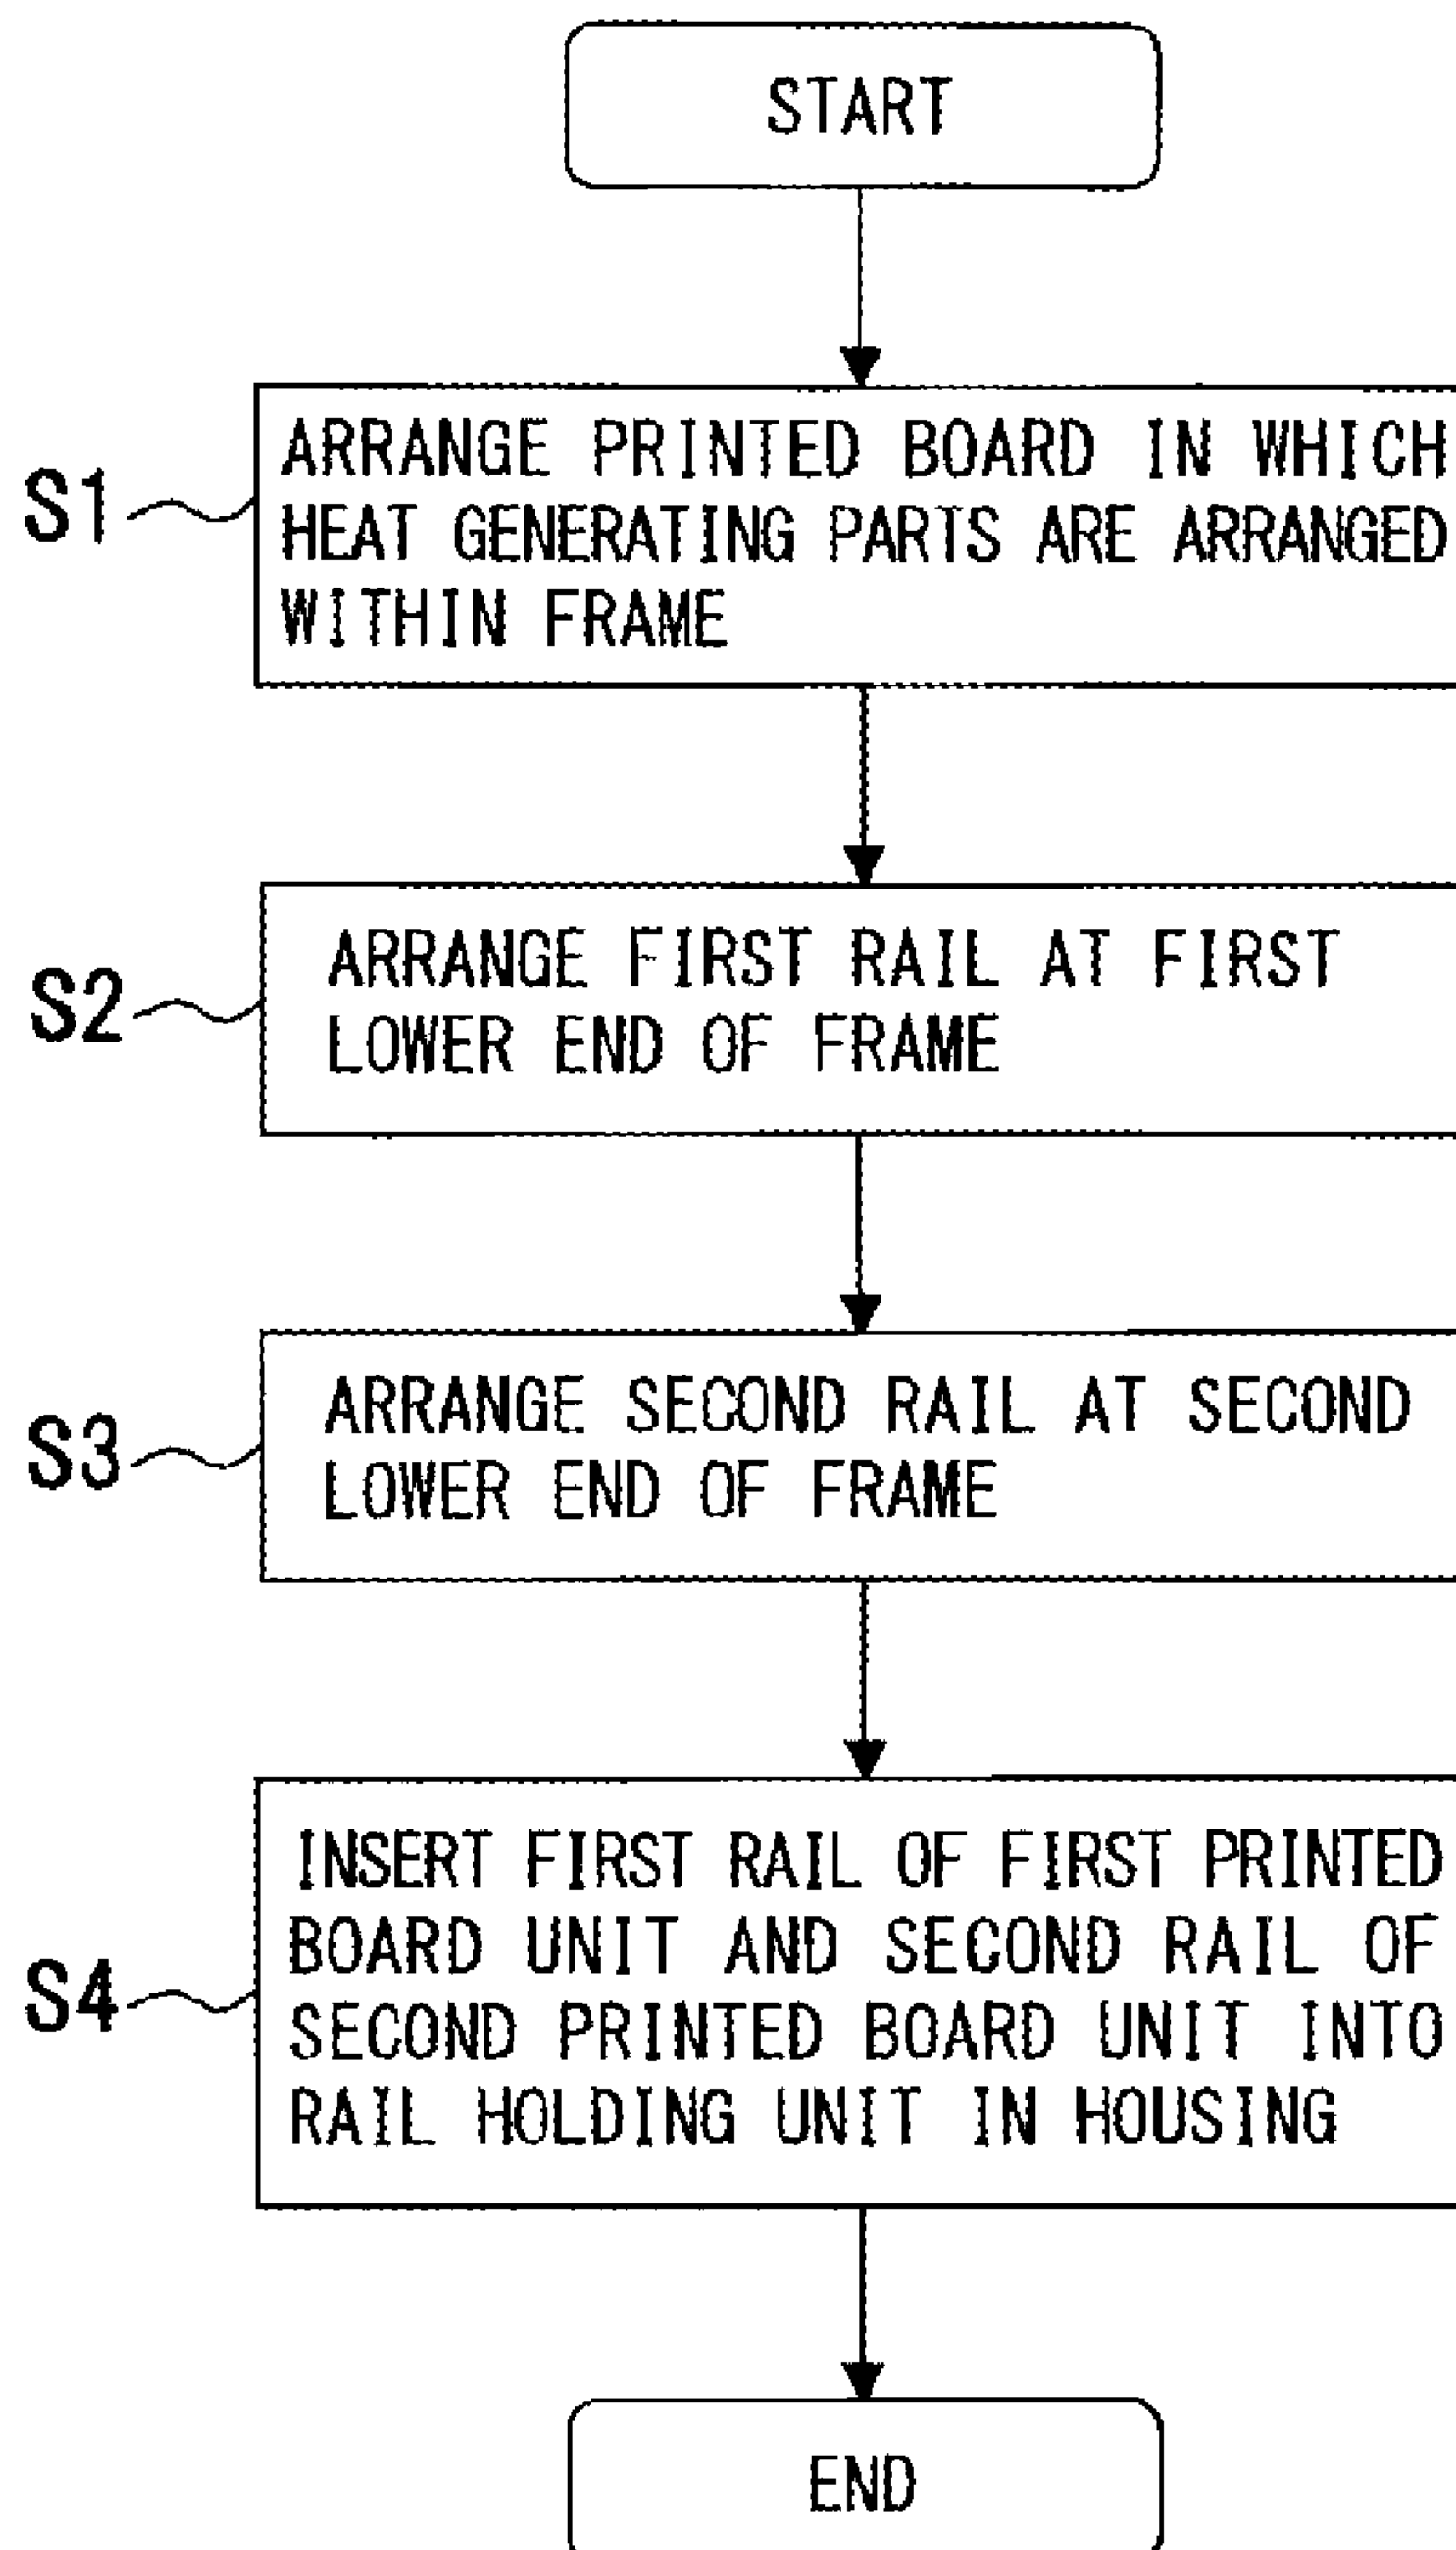 START
S1
ARRANGE PRINTED BOARD IN WHICH
HEAT GENERATING PARTS ARE ARRANGED
WITHIN FRAME
S2
ARRANGE FIRST RAIL AT FIRST
LOWER END OF FRAME
S3
ARRANGE SECOND RAIL AT SECOND
LOWER END OF FRAME
S4
INSERT FIRST RAIL OF FIRST PRINTED
BOARD UNIT AND SECOND RAIL OF
SECOND PRINTED BOARD UNIT INTO
RAIL HOLDING UNIT IN HOUSING
END